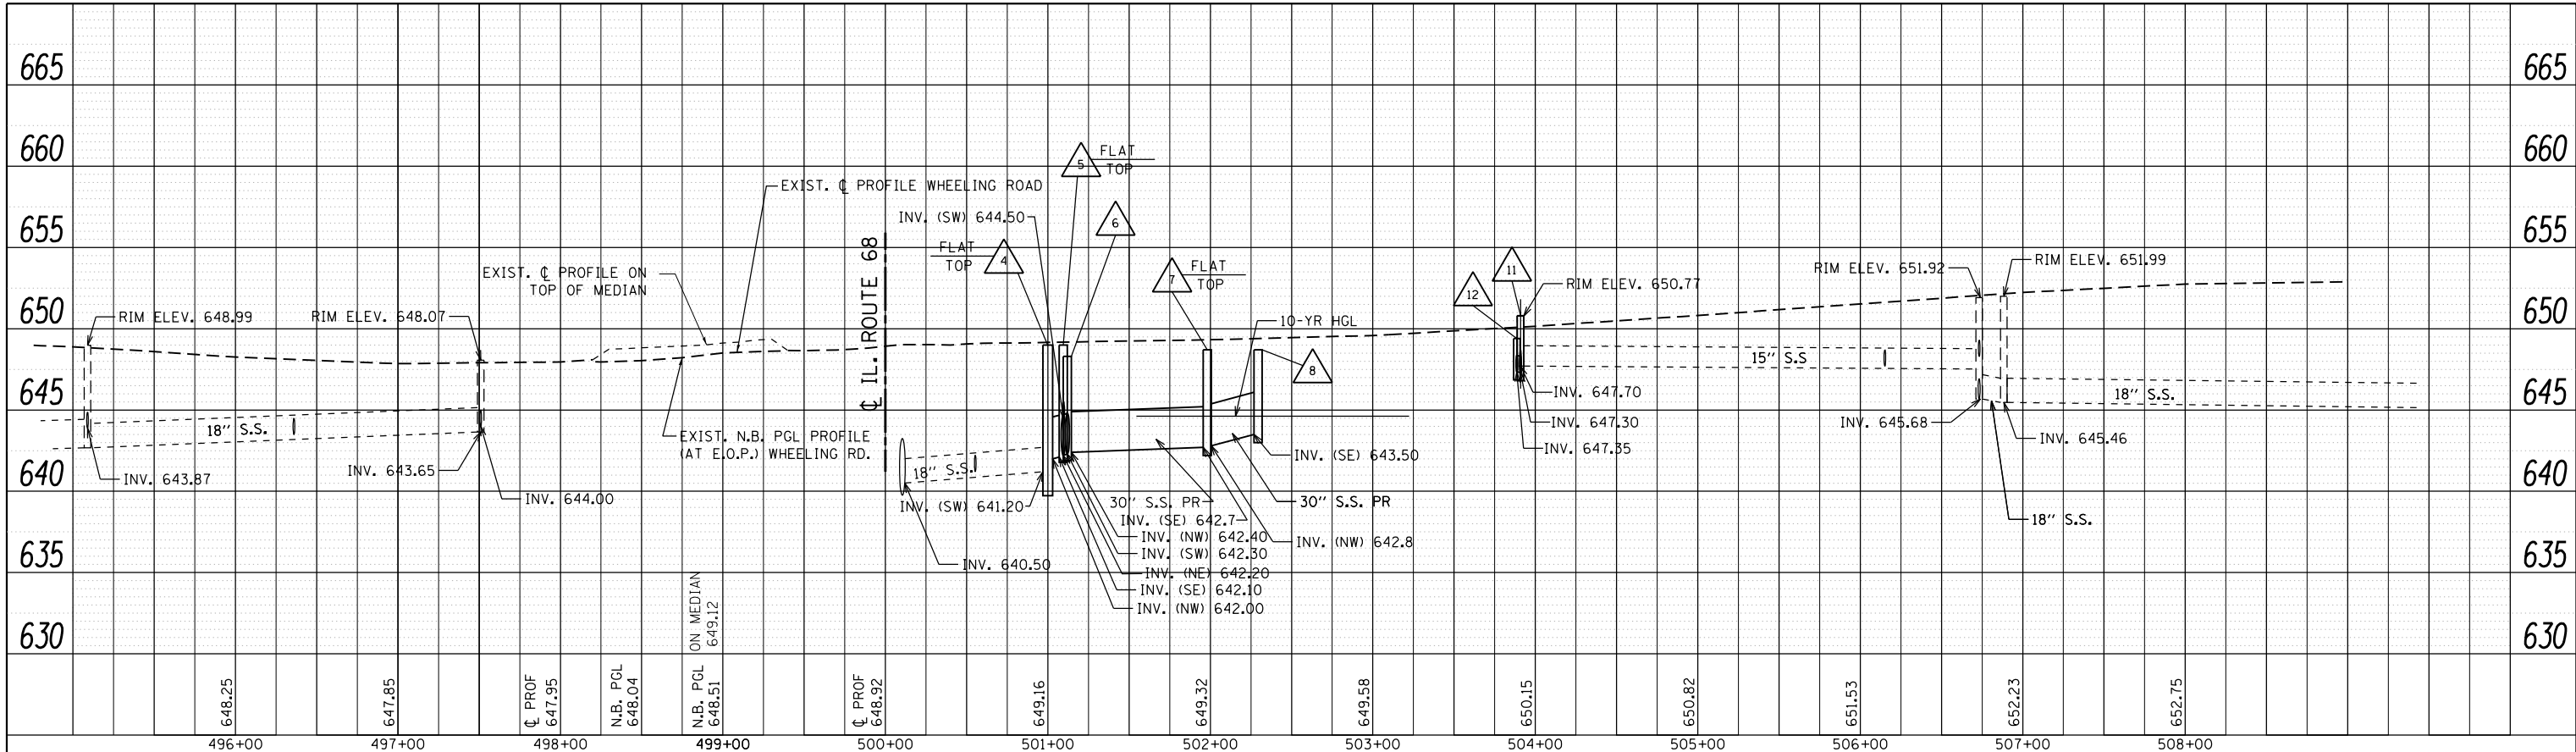 665
665
660
660
655
655
650
650
645
645
640
640
635
635
630
630
5
FLAT
TOP
EXIST. ℄ PROFILE WHEELING ROAD
INV. (SW) 644.50
6
FLAT
TOP
4
EXIST. ℄ PROFILE ON
TOP OF MEDIAN
℄ IL. ROUTE 68
7
FLAT
TOP
12
11
RIM ELEV. 650.77
RIM ELEV. 651.92
RIM ELEV. 651.99
RIM ELEV. 648.99
RIM ELEV. 648.07
10-YR HGL
8
15'' S.S
INV. 647.70
18'' S.S.
18'' S.S.
INV. 647.30
INV. 645.68
EXIST. N.B. PGL PROFILE
(AT E.O.P.) WHEELING RD.
INV. 645.46
INV. 647.35
INV. (SE) 643.50
INV. 643.65
18'' S.S.
INV. 643.87
INV. 644.00
INV. (SW) 641.20
30'' S.S. PR
30'' S.S. PR
INV. (SE) 642.7
18'' S.S.
INV. (NW) 642.40
INV. (NW) 642.8
INV. (SW) 642.30
INV. 640.50
INV. (NE) 642.20
INV. (SE) 642.10
INV. (NW) 642.00
648.25
647.85
℄ PROF
647.95
N.B. PGL
648.04
N.B. PGL ON MEDIAN
648.51 649.12
℄ PROF
648.92
649.16
649.32
649.58
650.15
650.82
651.53
652.23
652.75
496+00
497+00
498+00
499+00
500+00
501+00
502+00
503+00
504+00
505+00
506+00
507+00
508+00